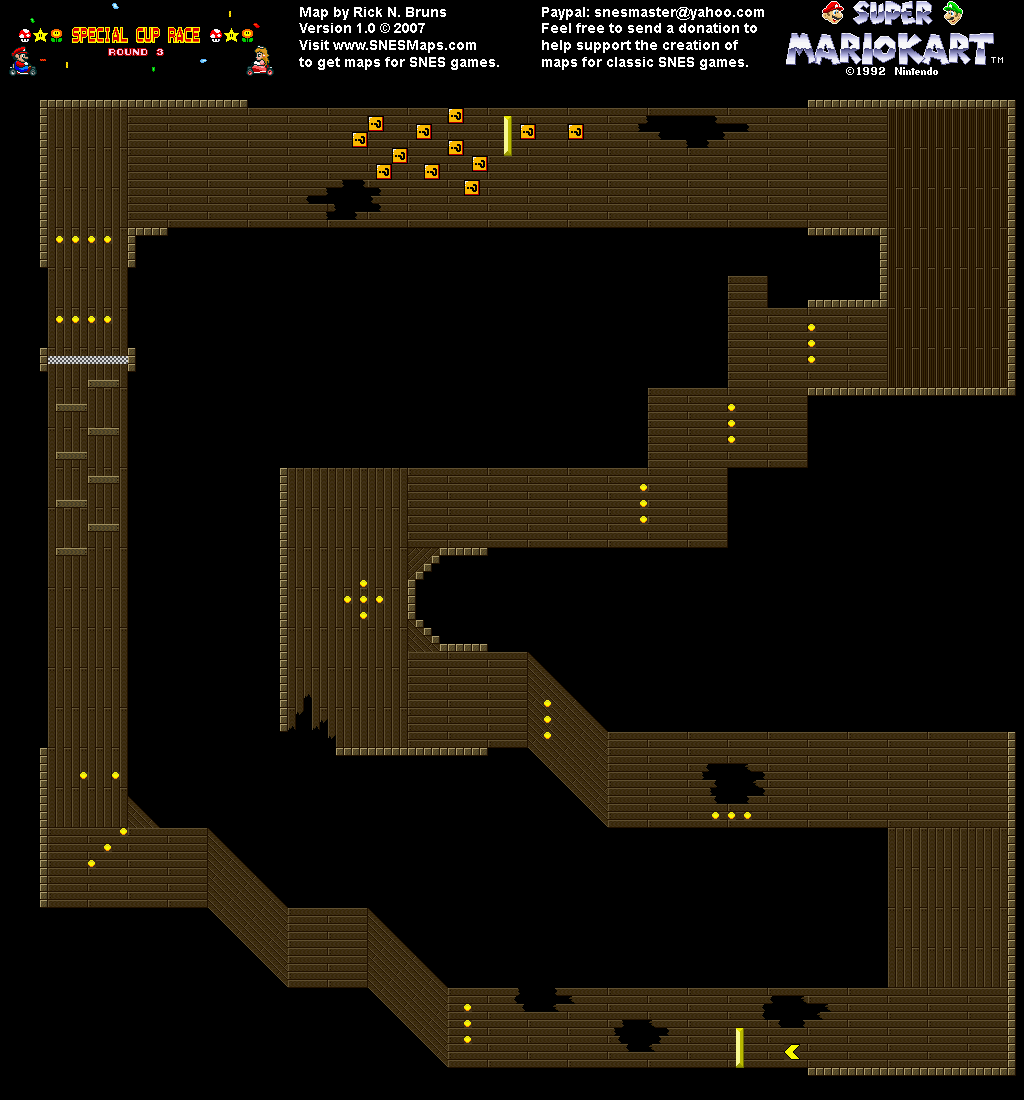 SPECIAL CUP RACE
ROUND 3
Map by Rick N. Bruns
Version 1.0 © 2007
Visit www.SNESMaps.com
to get maps for SNES games.
Paypal: snesmaster@yahoo.com
Feel free to send a donation to
help support the creation of
maps for classic SNES games.
SUPER
MARIOKART TM
©1992 Nintendo